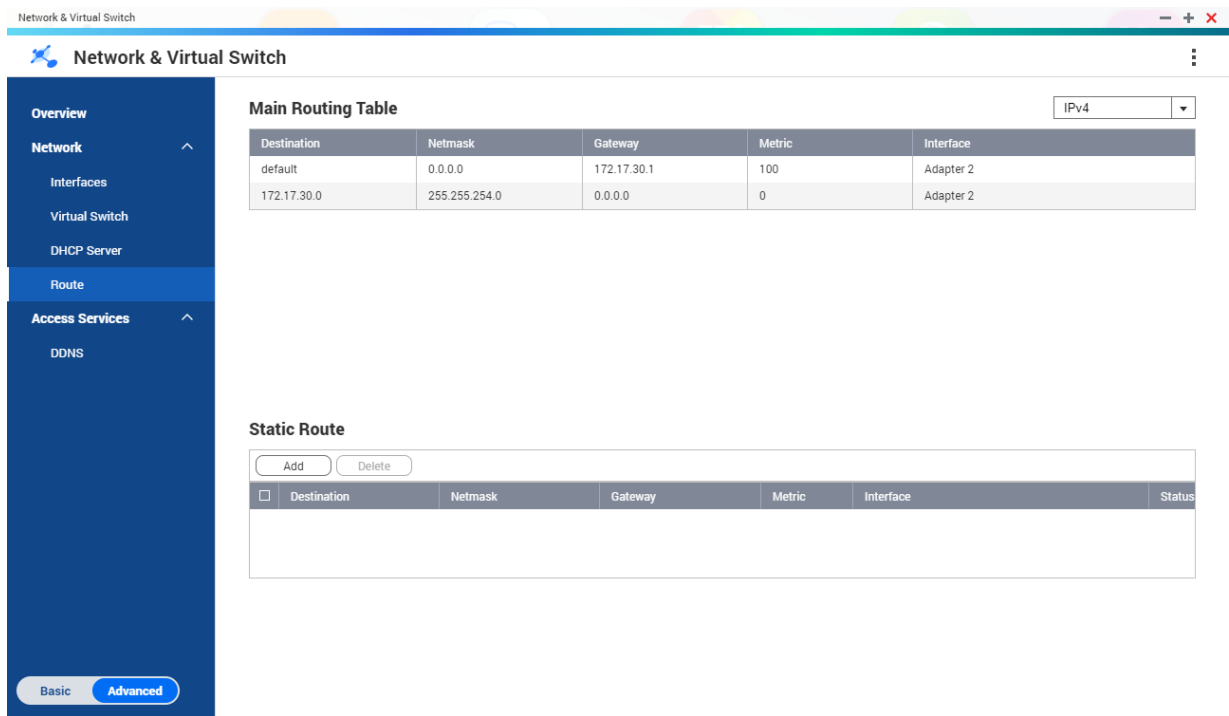 Network & Virtual Switch
Network & Virtual Switch
Overview
Network
Interfaces
Virtual Switch
DHCP Server
Route
Access Services
DDNS
Basic Advanced
Main Routing Table IPv4
Destination Netmask Gateway Metric Interface
default 0.0.0.0 172.17.30.1 100 Adapter 2
172.17.30.0 255.255.254.0 0.0.0.0 0 Adapter 2
Static Route
Add Delete
Destination Netmask Gateway Metric Interface Status